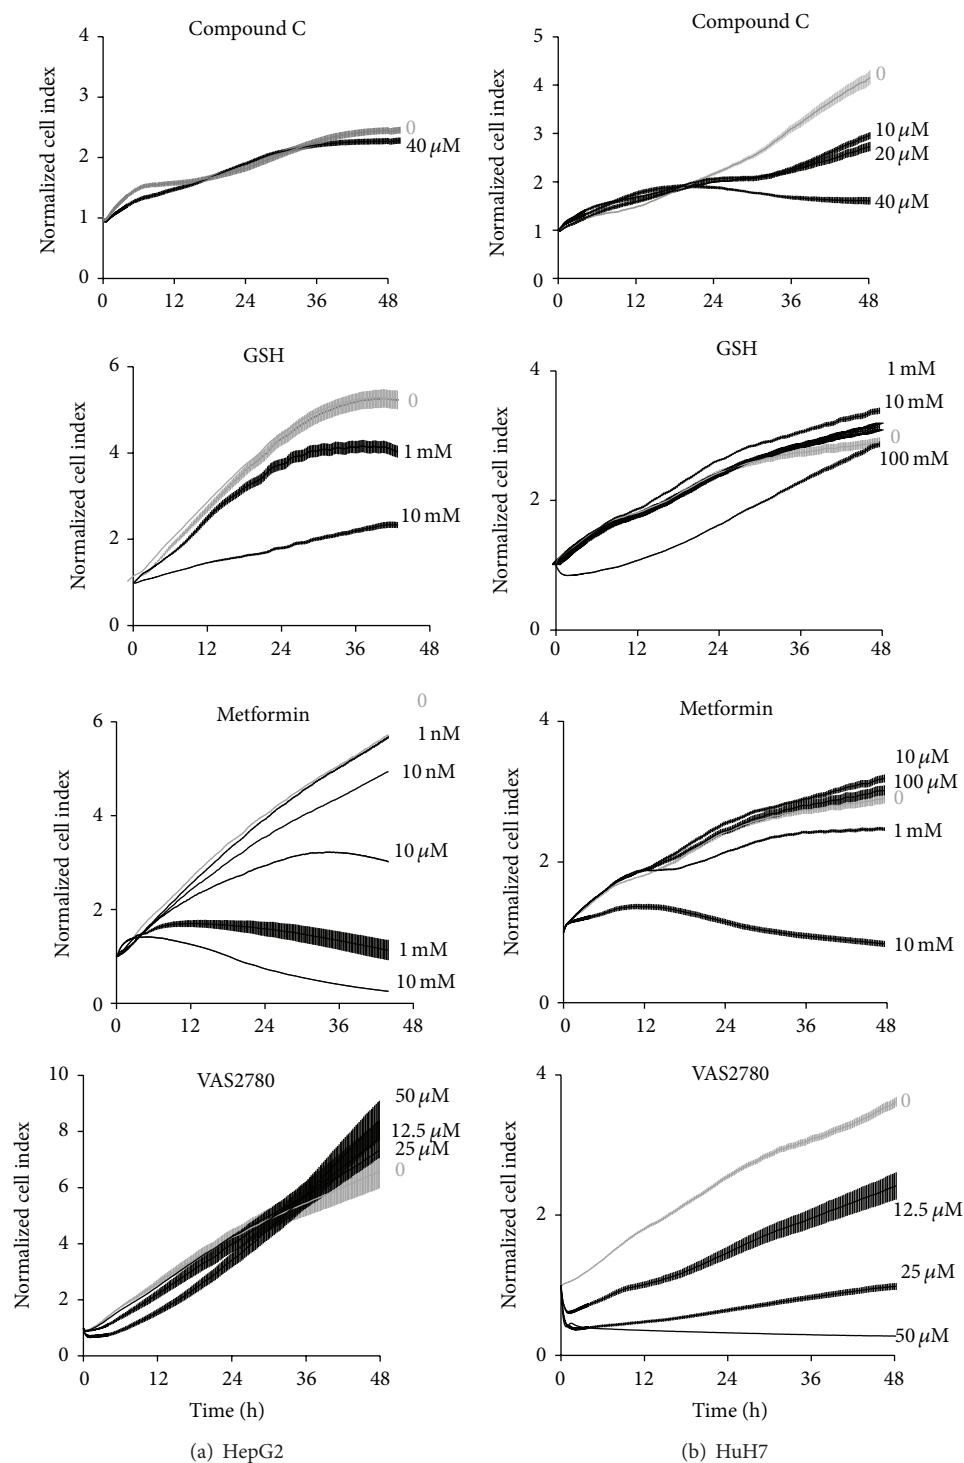 Compound C
Normalized cell index
4
3
2
1
0
0
12
24
36
48
0
40 μM
Compound C
Normalized cell index
5
4
3
2
1
0
0
12
24
36
48
0
10 μM
20 μM
40 μM
GSH
Normalized cell index
6
4
2
0
0
12
24
36
48
0
1 mM
10 mM
GSH
Normalized cell index
4
2
0
0
12
24
36
48
1 mM
10 mM
0
100 mM
Metformin
Normalized cell index
6
4
2
0
0
12
24
36
48
0
1 nM
10 nM
10 μM
1 mM
10 mM
Metformin
Normalized cell index
4
2
0
0
12
24
36
48
10 μM
100 μM
0
1 mM
10 mM
VAS2780
Normalized cell index
10
8
6
4
2
0
0
12
24
36
48
50 μM
12.5 μM
25 μM
0
Time (h)
(a) HepG2
VAS2780
Normalized cell index
4
2
0
0
12
24
36
48
0
12.5 μM
25 μM
50 μM
Time (h)
(b) HuH7